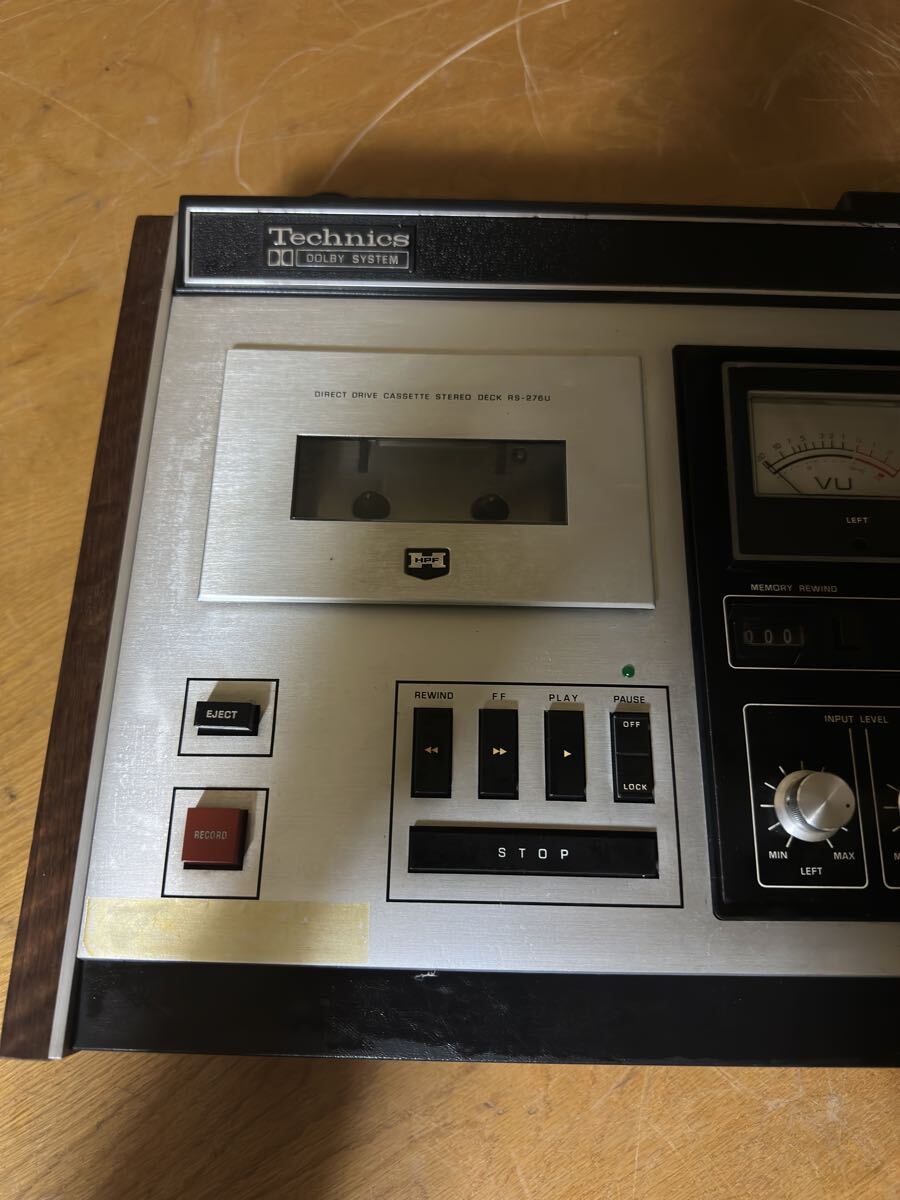 Technics
DOLBY SYSTEM
DIRECT DRIVE CASSETTE STEREO DECK RS-276U
HPF
VU
LEFT
MEMORY REWIND
000
EJECT
REWIND FF PLAY PAUSE
OFF
LOCK
RECORD
STOP
INPUT LEVEL
MIN MAX
LEFT